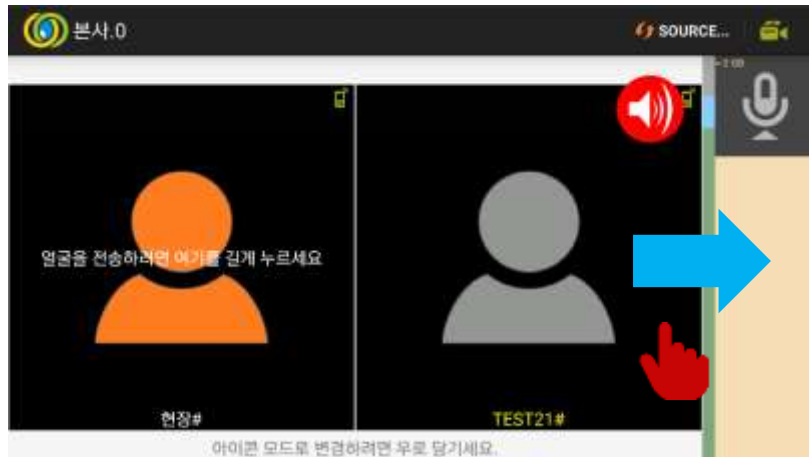 본사.0
SOURCE...
얼굴을 전송하려면 여기를 길게 누르세요
현장#
TEST21#
아이콘 모드로 변경하려면 우로 당기세요.